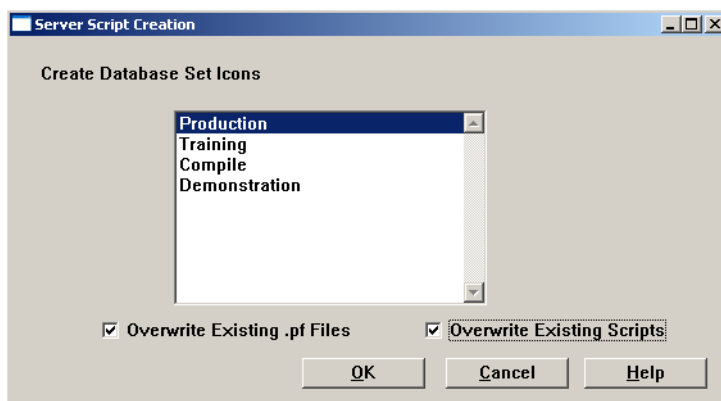 Server Script Creation
Create Database Set Icons
Production
Training
Compile
Demonstration
Overwrite Existing .pf Files
Overwrite Existing Scripts
OK
Cancel
Help